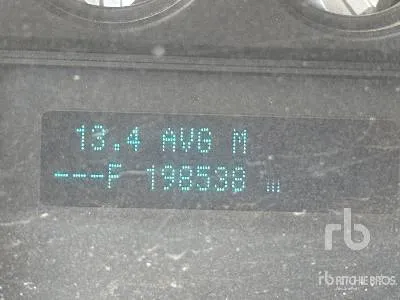 13.4 AVG M
---F 198538 m
rb
rb RITCHIE BROS.